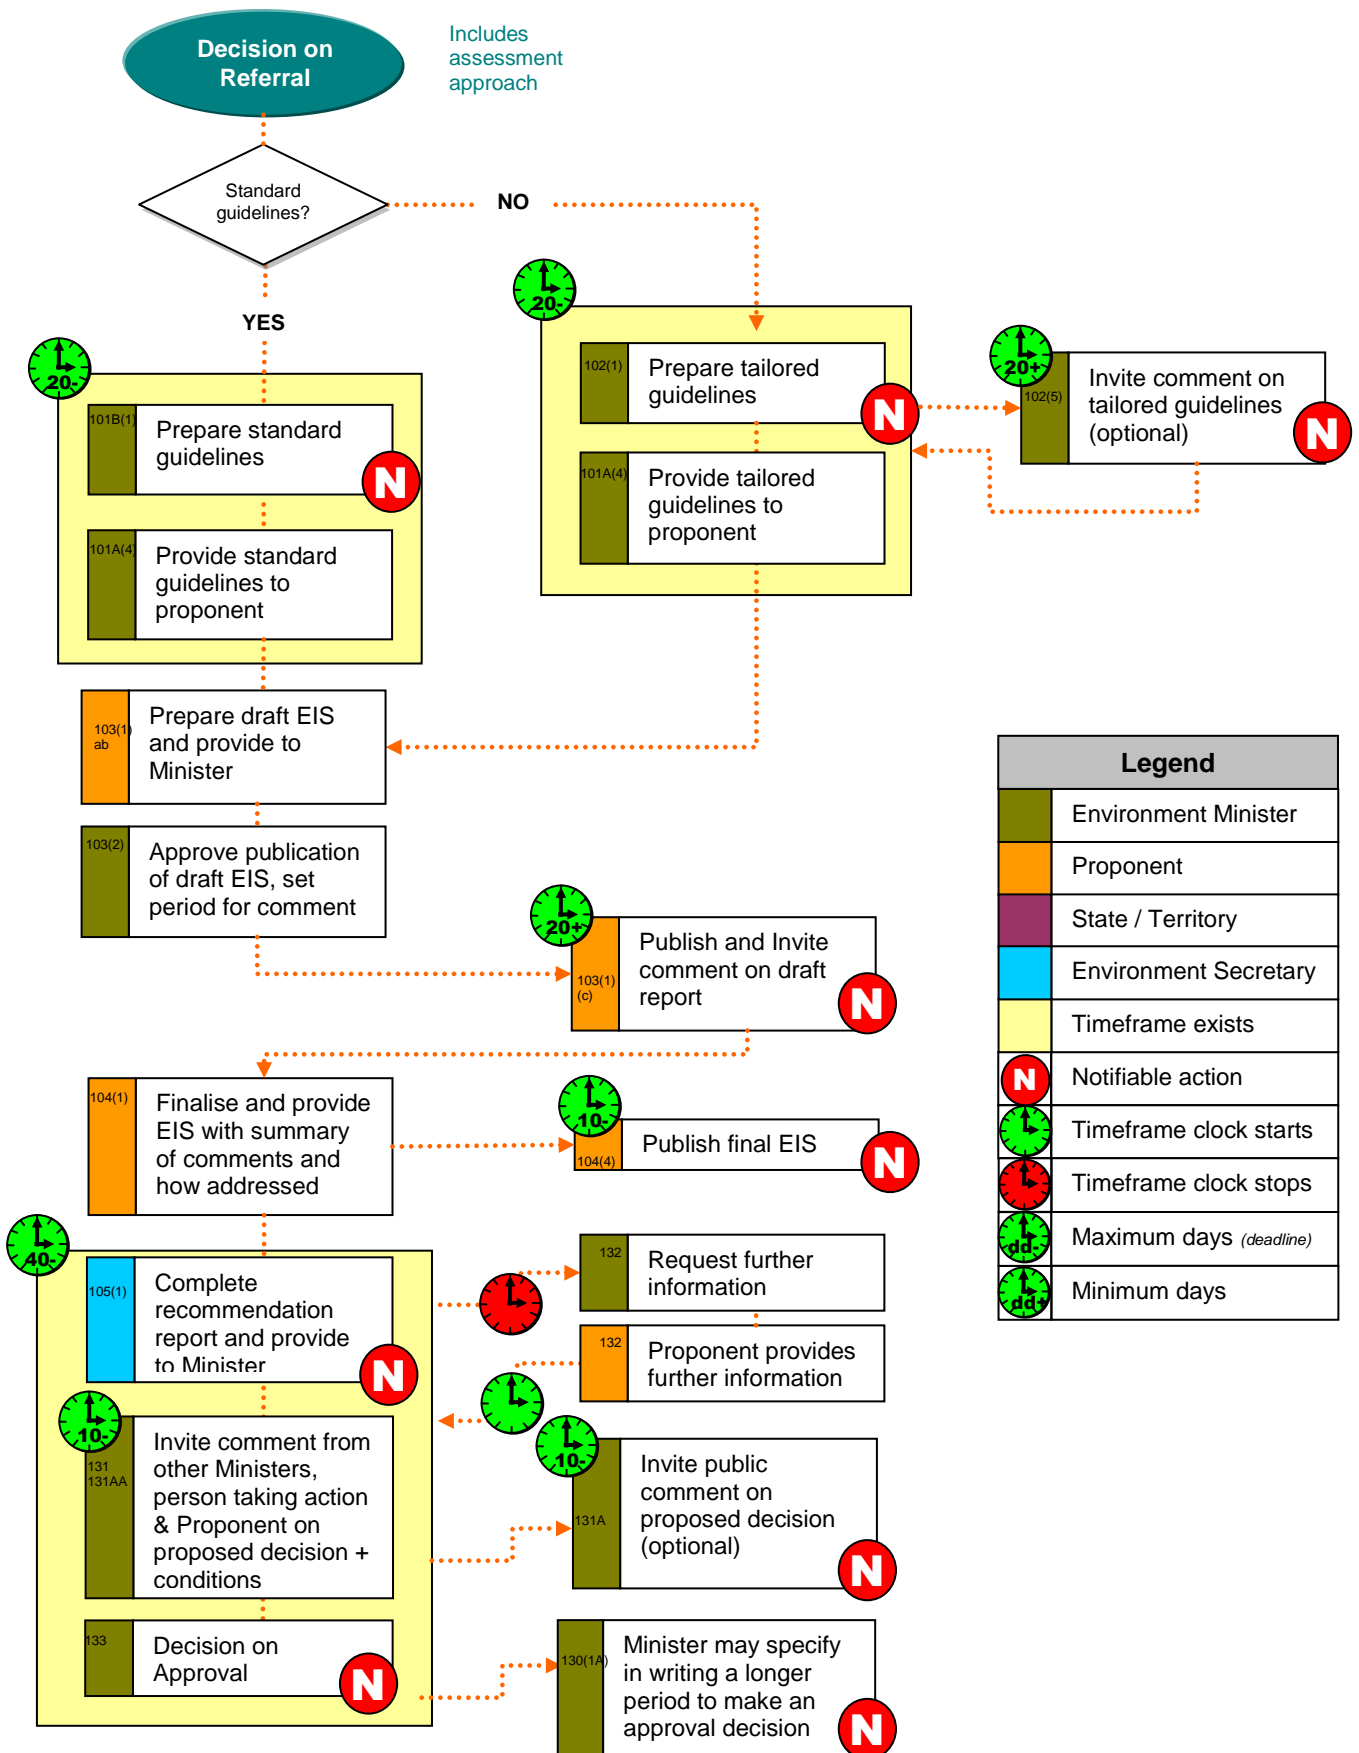 Decision on
Referral
Includes
assessment
approach
Standard
guidelines?
NO
YES
20-
101B(1)
Prepare standard
guidelines
N
101A(4)
Provide standard
guidelines to
proponent
20-
102(1)
Prepare tailored
guidelines
N
101A(4)
Provide tailored
guidelines to
proponent
20+
102(5)
Invite comment on
tailored guidelines
(optional)
N
103(1)
ab
Prepare draft EIS
and provide to
Minister
103(2)
Approve publication
of draft EIS, set
period for comment
20+
103(1)
(c)
Publish and Invite
comment on draft
report
N
104(1)
Finalise and provide
EIS with summary
of comments and
how addressed
10-
104(4)
Publish final EIS
N
40-
105(1)
Complete
recommendation
report and provide
to Minister
N
132
Request further
information
132
Proponent provides
further information
10-
131
131AA
Invite comment from
other Ministers,
person taking action
& Proponent on
proposed decision +
conditions
10-
131A
Invite public
comment on
proposed decision
(optional)
N
133
Decision on
Approval
N
130(1A)
Minister may specify
in writing a longer
period to make an
approval decision
N
Legend
Environment Minister
Proponent
State / Territory
Environment Secretary
Timeframe exists
N
Notifiable action
Timeframe clock starts
Timeframe clock stops
dd-
Maximum days (deadline)
dd+
Minimum days